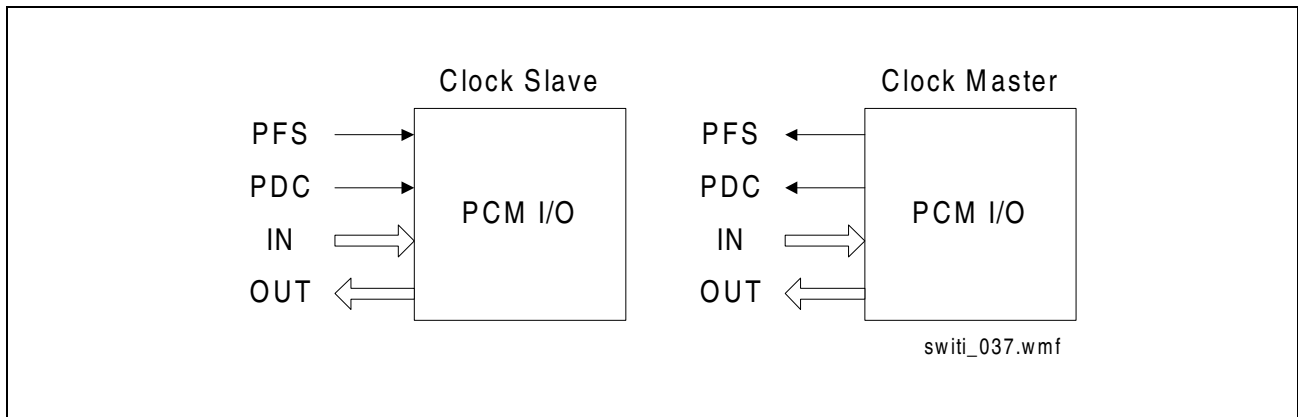 Clock Slave
PFS
PDC
IN
OUT
PCM I/O
Clock Master
PFS
PDC
IN
OUT
PCM I/O
switi_037.wmf